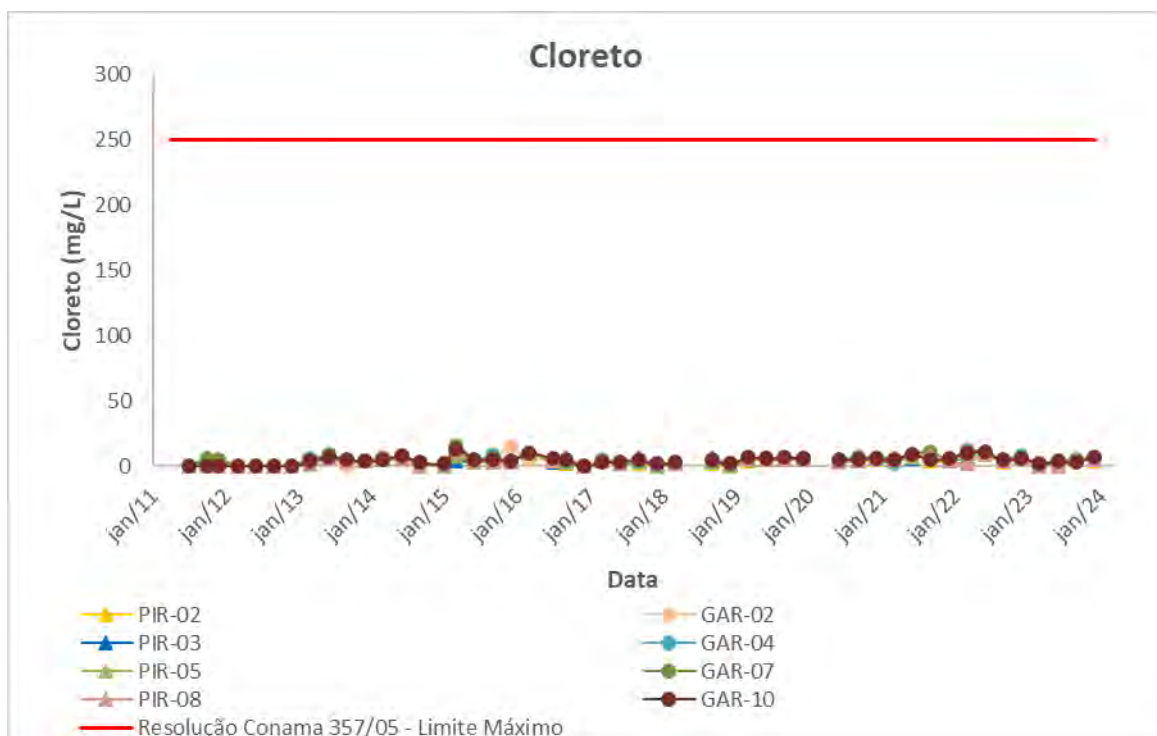 Cloreto
300
250
200
150
100
50
0
Cloreto (mg/L)
jan/11
jan/12
jan/13
jan/14
jan/15
jan/16
jan/17
jan/18
jan/19
jan/20
jan/21
jan/22
jan/23
jan/24
Data
PIR-02 GAR-02
PIR-03 GAR-04
PIR-05 GAR-07
PIR-08 GAR-10
Resolução Conama 357/05 - Limite Máximo